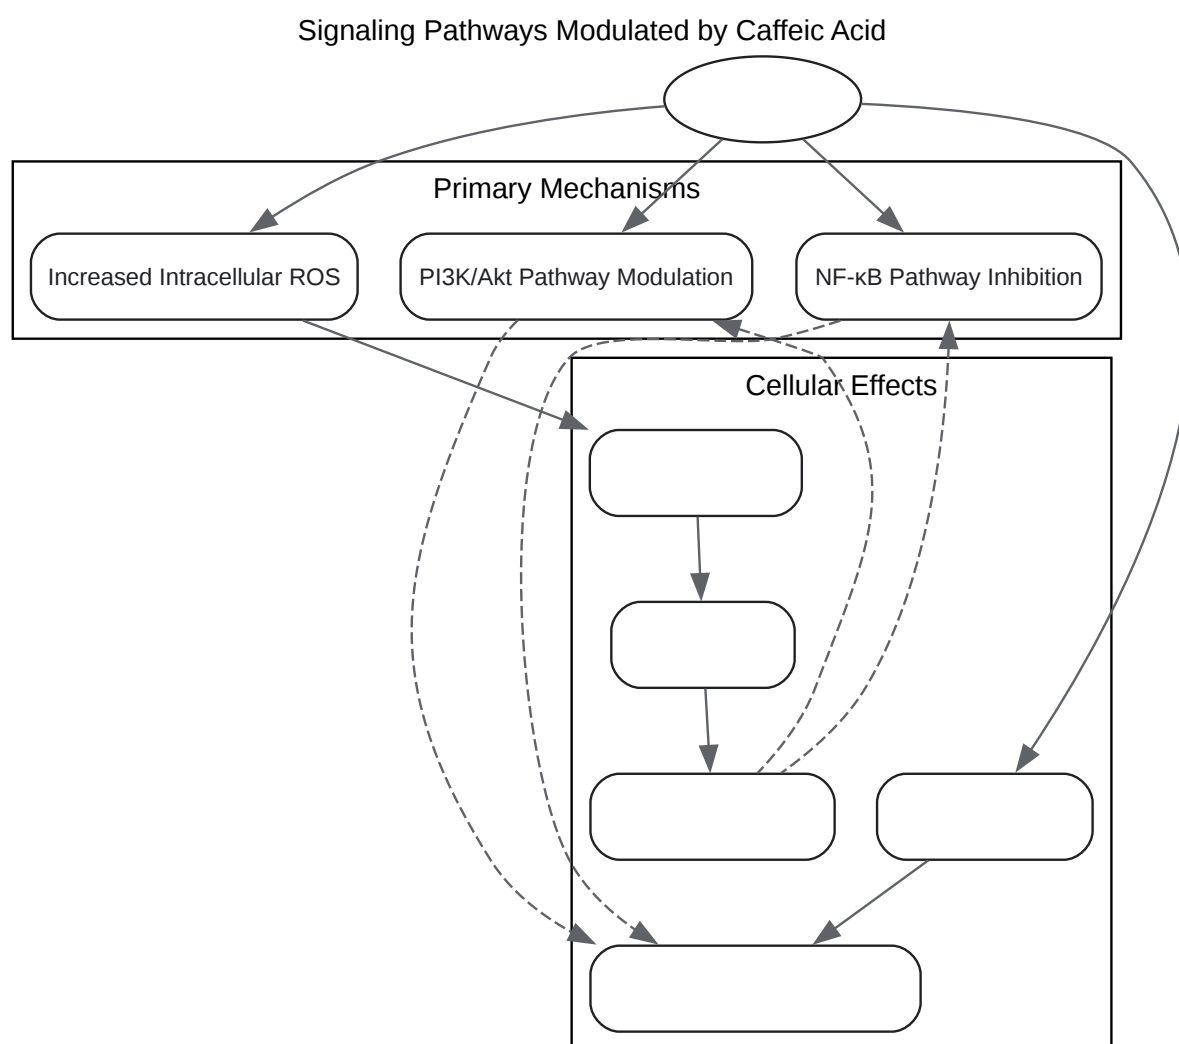 Signaling Pathways Modulated by Caffeic Acid
Primary Mechanisms
Increased Intracellular ROS
PI3K/Akt Pathway Modulation
NF-κB Pathway Inhibition
Cellular Effects